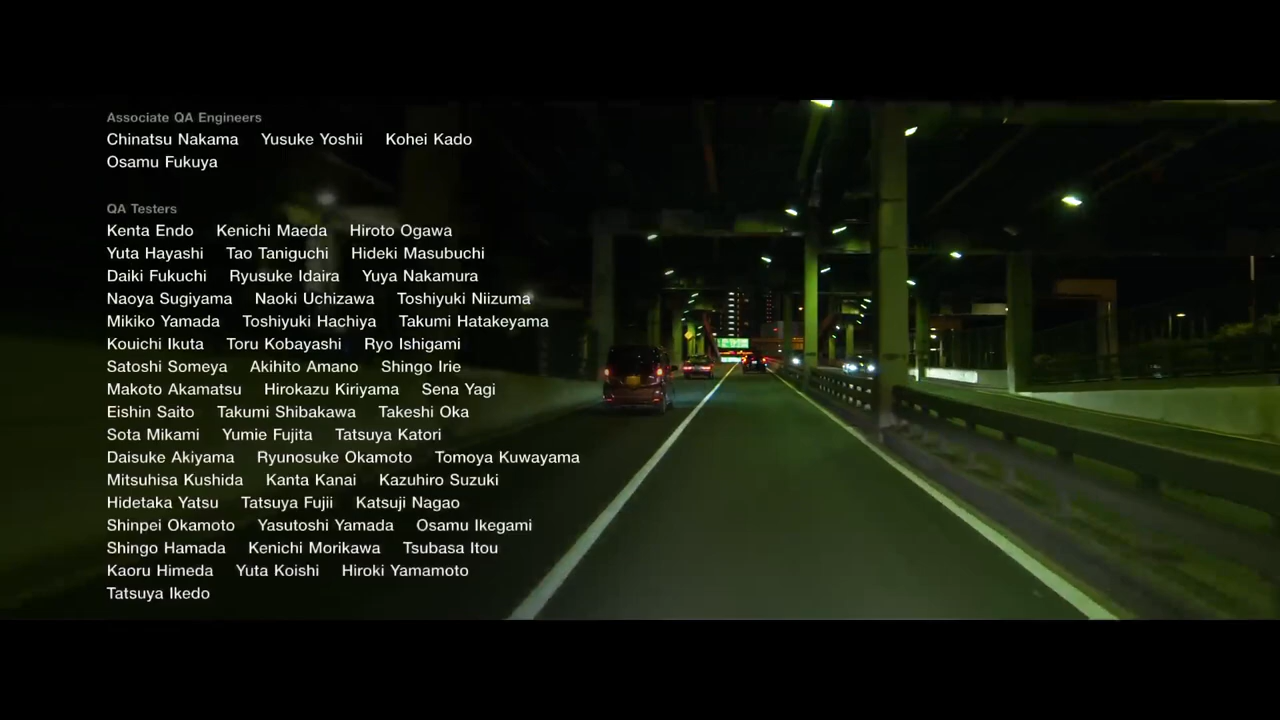 Associate QA Engineers
Chinatsu Nakama Yusuke Yoshii Kohei Kado
Osamu Fukuya
QA Testers
Kenta Endo Kenichi Maeda Hiroto Ogawa
Yuta Hayashi Tao Taniguchi Hideki Masubuchi
Daiki Fukuchi Ryusuke Idaira Yuya Nakamura
Naoya Sugiyama Naoki Uchizawa Toshiyuki Niizuma
Mikiko Yamada Toshiyuki Hachiya Takumi Hatakeyama
Kouichi Ikuta Toru Kobayashi Ryo Ishigami
Satoshi Someya Akihito Amano Shingo Irie
Makoto Akamatsu Hirokazu Kiriyama Sena Yagi
Eishin Saito Takumi Shibakawa Takeshi Oka
Sota Mikami Yumie Fujita Tatsuya Katori
Daisuke Akiyama Ryunosuke Okamoto Tomoya Kuwayama
Mitsuhisa Kushida Kanta Kanai Kazuhiro Suzuki
Hidetaka Yatsu Tatsuya Fujii Katsuji Nagao
Shinpei Okamoto Yasutoshi Yamada Osamu Ikegami
Shingo Hamada Kenichi Morikawa Tsubasa Itou
Kaoru Himeda Yuta Koishi Hiroki Yamamoto
Tatsuya Ikedo